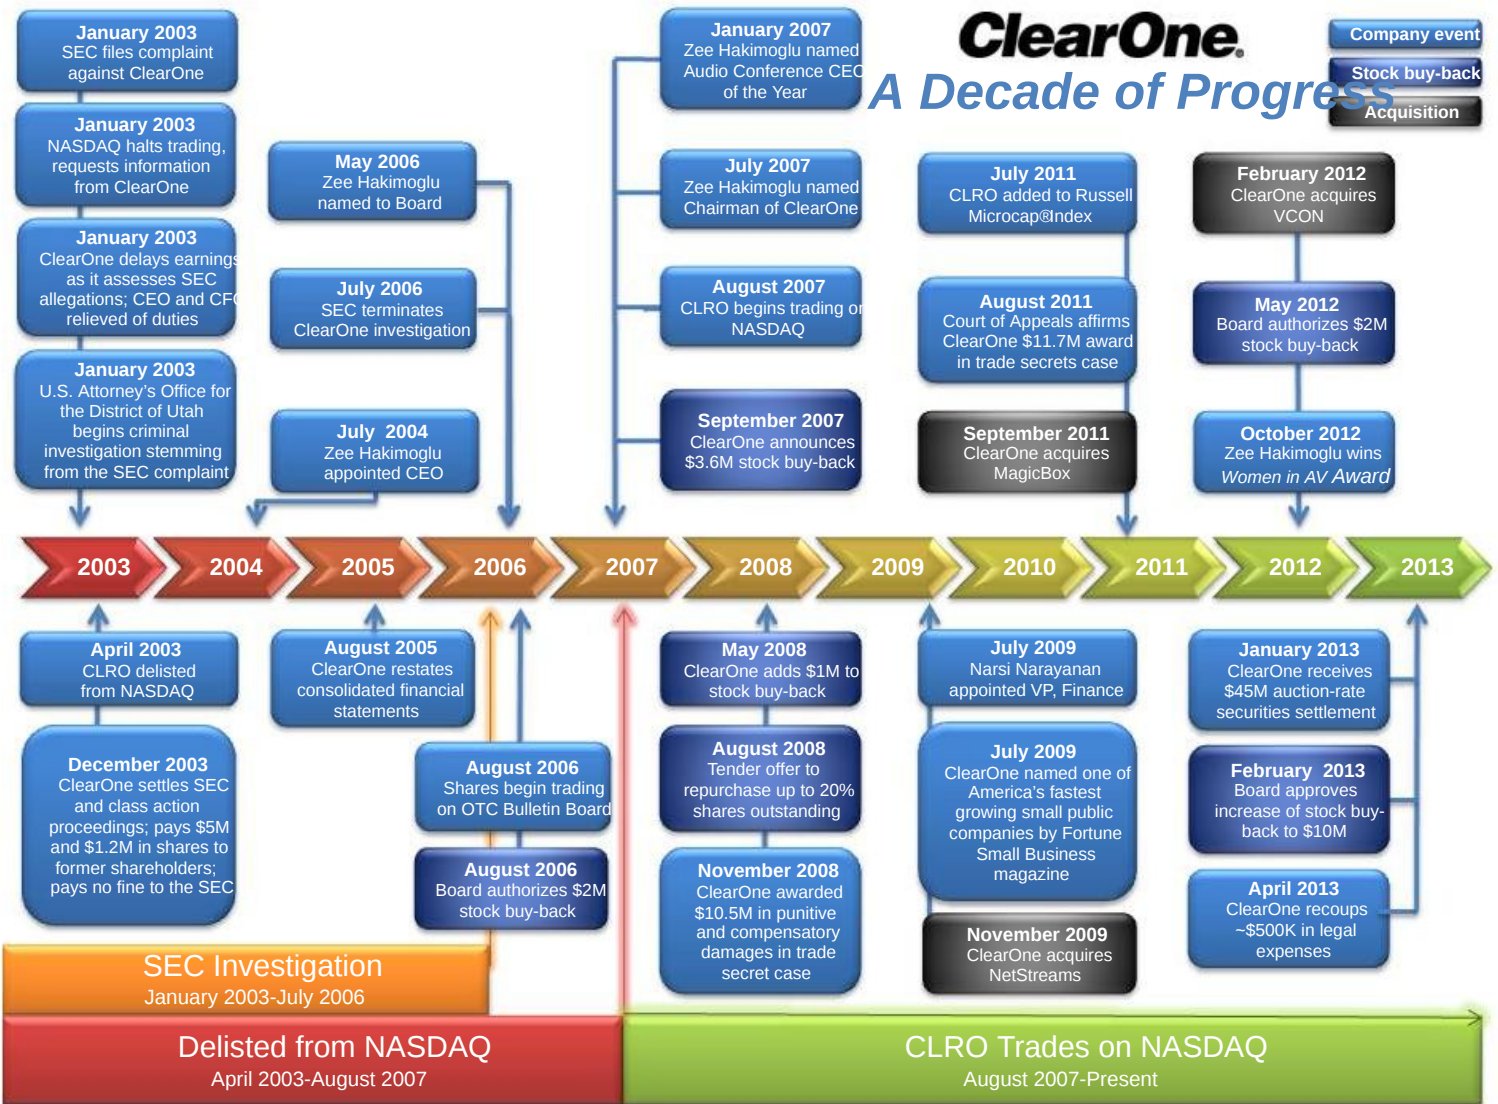 ClearOne.
A Decade of Progress
Company event
Stock buy-back
Acquisition
January 2003
SEC files complaint
against ClearOne
January 2003
NASDAQ halts trading,
requests information
from ClearOne
January 2003
ClearOne delays earnings
as it assesses SEC
allegations; CEO and CFO
relieved of duties
January 2003
U.S. Attorney’s Office for
the District of Utah
begins criminal
investigation stemming
from the SEC complaint
May 2006
Zee Hakimoglu
named to Board
July 2006
SEC terminates
ClearOne investigation
July 2004
Zee Hakimoglu
appointed CEO
January 2007
Zee Hakimoglu named
Audio Conference CEO
of the Year
July 2007
Zee Hakimoglu named
Chairman of ClearOne
August 2007
CLRO begins trading on
NASDAQ
September 2007
ClearOne announces
$3.6M stock buy-back
July 2011
CLRO added to Russell
Microcap®Index
August 2011
Court of Appeals affirms
ClearOne $11.7M award
in trade secrets case
September 2011
ClearOne acquires
MagicBox
February 2012
ClearOne acquires
VCON
May 2012
Board authorizes $2M
stock buy-back
October 2012
Zee Hakimoglu wins
Women in AV Award
2003 2004 2005 2006 2007 2008 2009 2010 2011 2012 2013
April 2003
CLRO delisted
from NASDAQ
December 2003
ClearOne settles SEC
and class action
proceedings; pays $5M
and $1.2M in shares to
former shareholders;
pays no fine to the SEC
August 2005
ClearOne restates
consolidated financial
statements
August 2006
Shares begin trading
on OTC Bulletin Board
August 2006
Board authorizes $2M
stock buy-back
May 2008
ClearOne adds $1M to
stock buy-back
August 2008
Tender offer to
repurchase up to 20%
shares outstanding
November 2008
ClearOne awarded
$10.5M in punitive
and compensatory
damages in trade
secret case
July 2009
Narsi Narayanan
appointed VP, Finance
July 2009
ClearOne named one of
America’s fastest
growing small public
companies by Fortune
Small Business
magazine
November 2009
ClearOne acquires
NetStreams
January 2013
ClearOne receives
$45M auction-rate
securities settlement
February 2013
Board approves
increase of stock buy-
back to $10M
April 2013
ClearOne recoups
~$500K in legal
expenses
SEC Investigation
January 2003-July 2006
Delisted from NASDAQ
April 2003-August 2007
CLRO Trades on NASDAQ
August 2007-Present